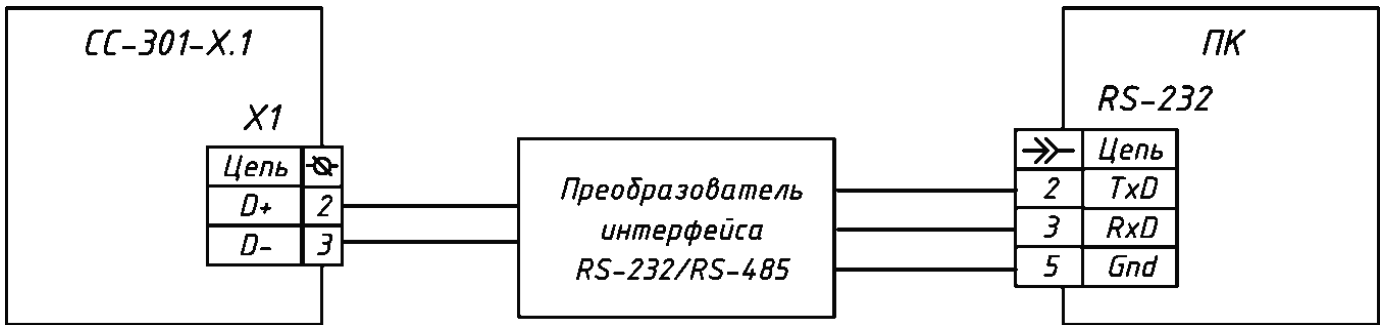 СС-301-Х.1
Х1
Цепь
D+ 2
D- 3
Преобразователь
интерфейса
RS-232/RS-485
ПК
RS-232
Цепь
2 TxD
3 RxD
5 Gnd